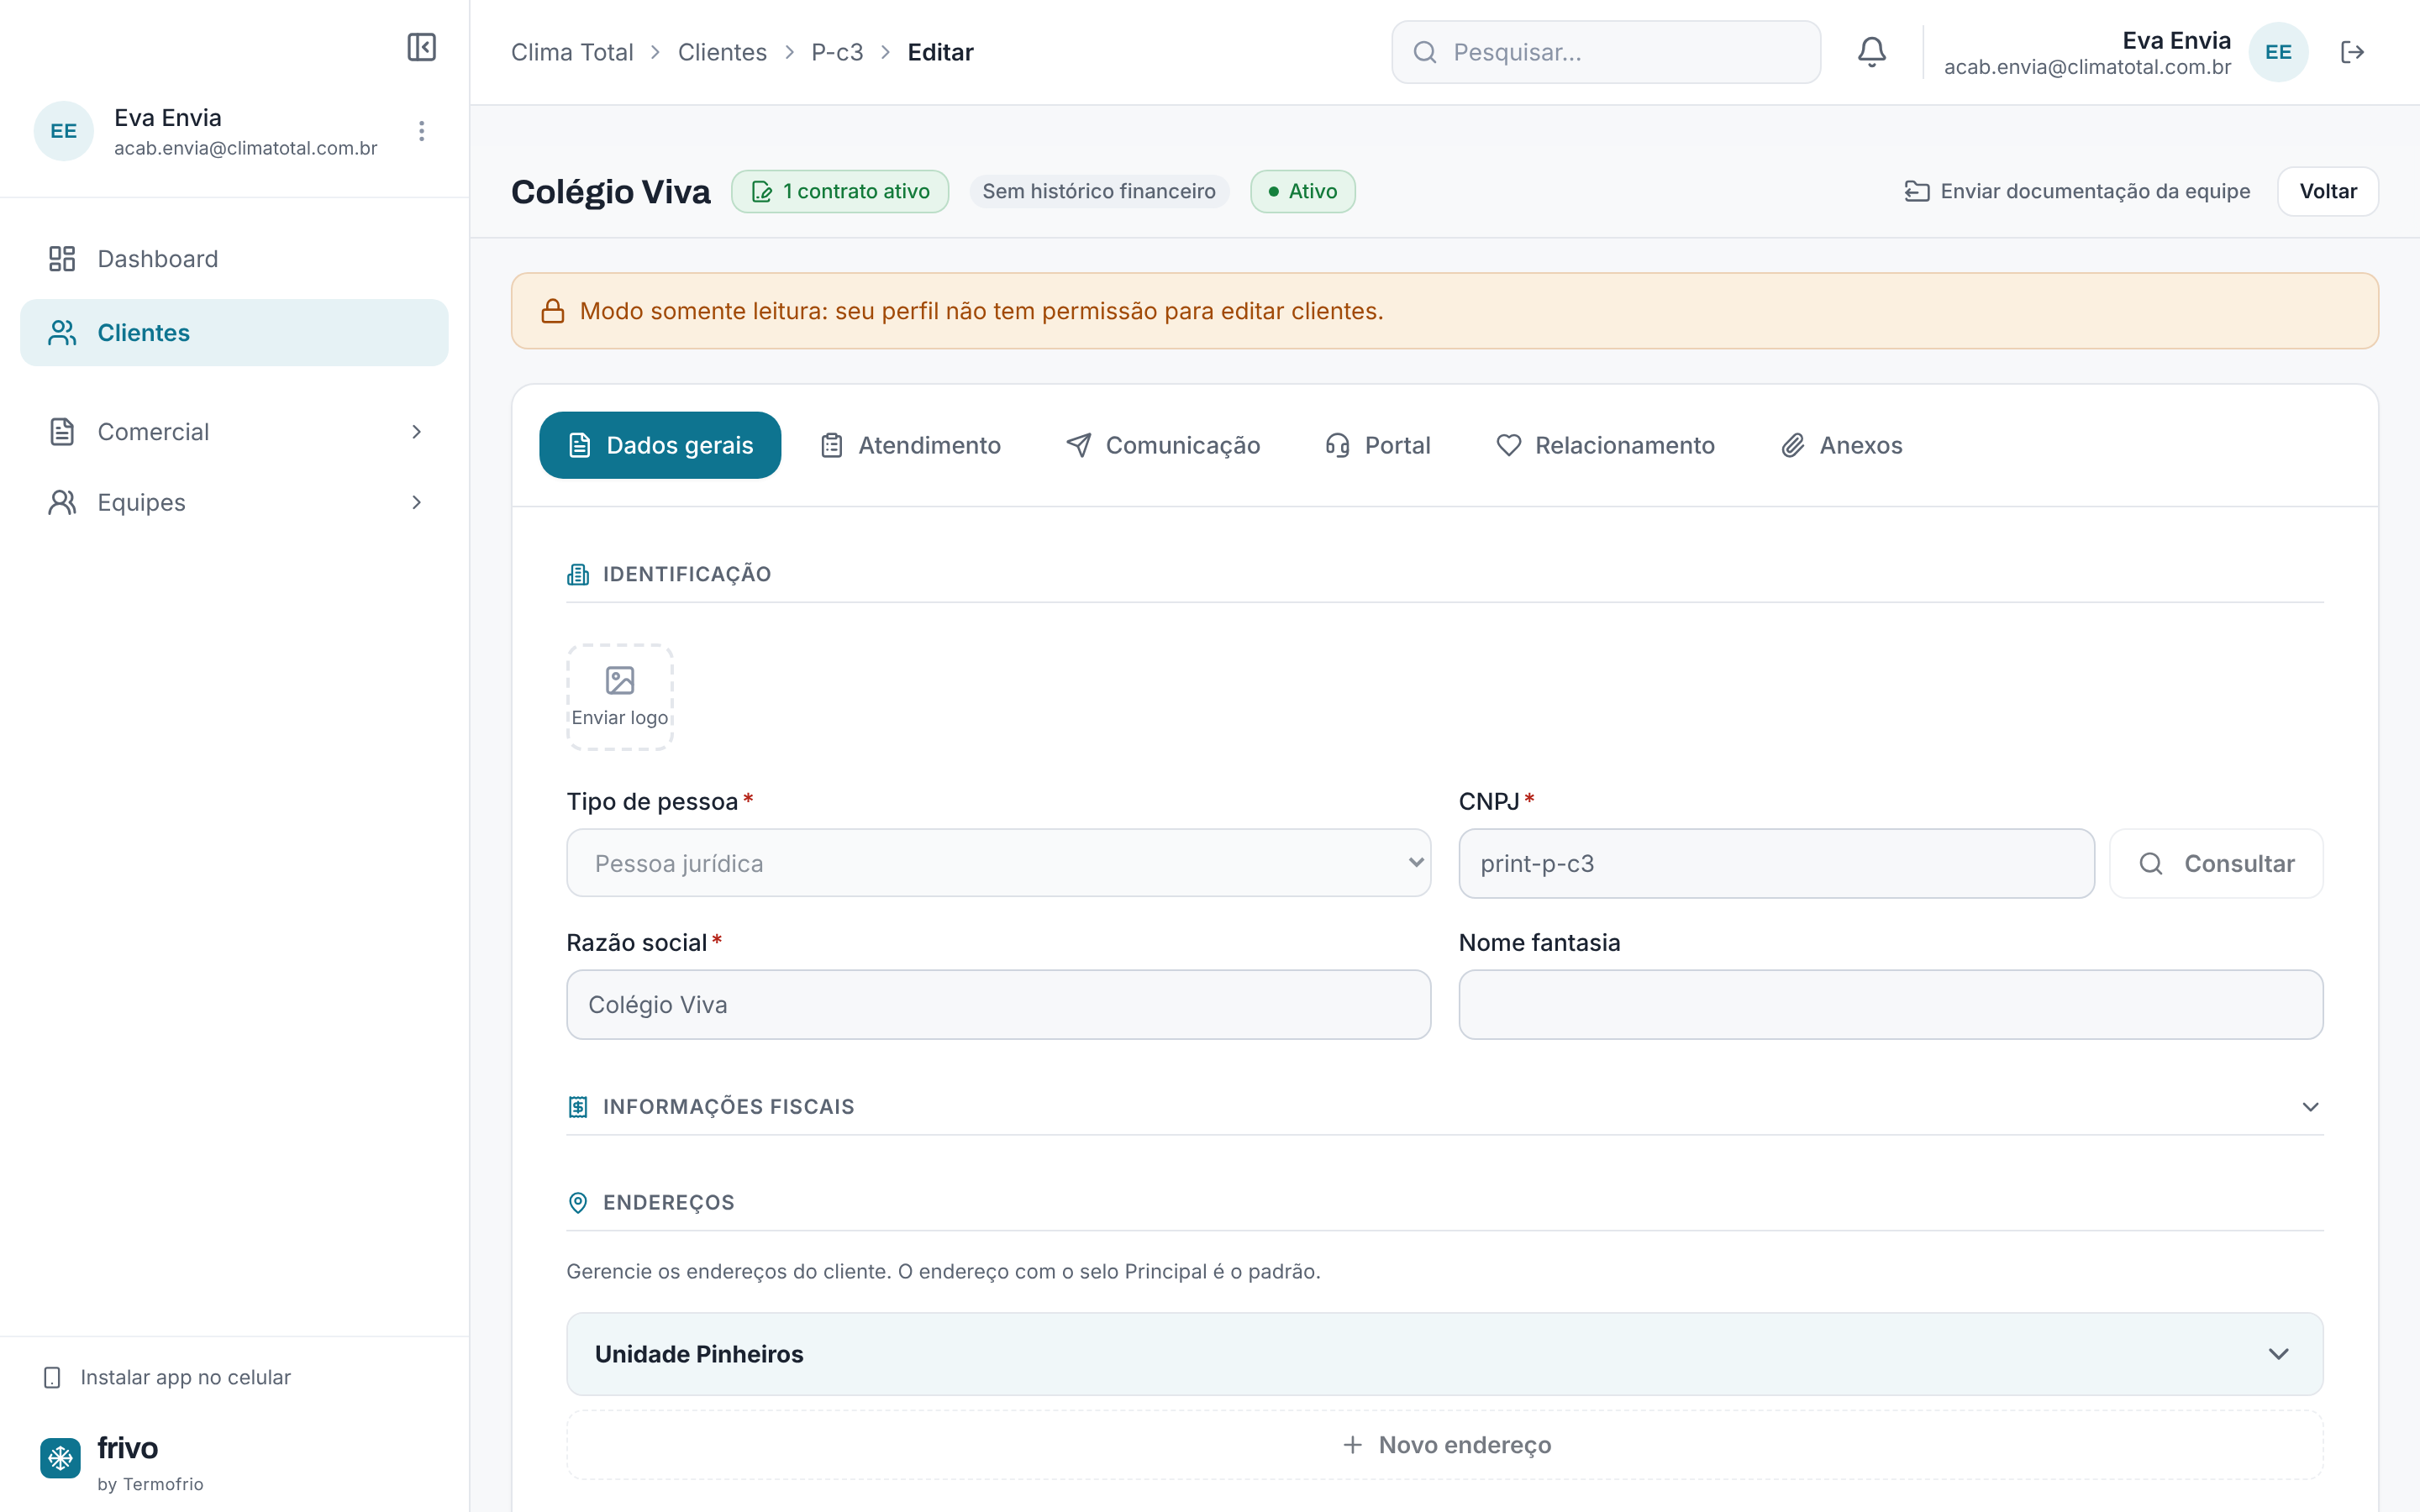 Clima Total > Clientes > P-c3 > Editar
Pesquisar...
Eva Envia
acab.envia@climatotal.com.br
EE
EE
Eva Envia
acab.envia@climatotal.com.br
Dashboard
Clientes
Comercial
Equipes
Instalar app no celular
frivo
by Termofrio
Colégio Viva
1 contrato ativo
Sem histórico financeiro
Ativo
Enviar documentação da equipe
Voltar
Modo somente leitura: seu perfil não tem permissão para editar clientes.
Dados gerais
Atendimento
Comunicação
Portal
Relacionamento
Anexos
IDENTIFICAÇÃO
Enviar logo
Tipo de pessoa*
Pessoa jurídica
CNPJ*
print-p-c3
Consultar
Razão social*
Colégio Viva
Nome fantasia
INFORMAÇÕES FISCAIS
ENDEREÇOS
Gerencie os endereços do cliente. O endereço com o selo Principal é o padrão.
Unidade Pinheiros
+ Novo endereço